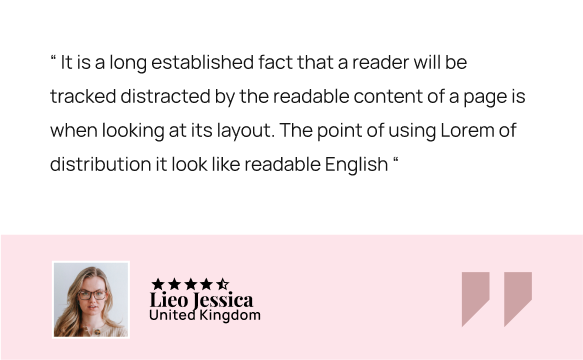 “ It is a long established fact that a reader will be
tracked distracted by the readable content of a page is
when looking at its layout. The point of using Lorem of
distribution it look like readable English “
Lieo Jessica
United Kingdom